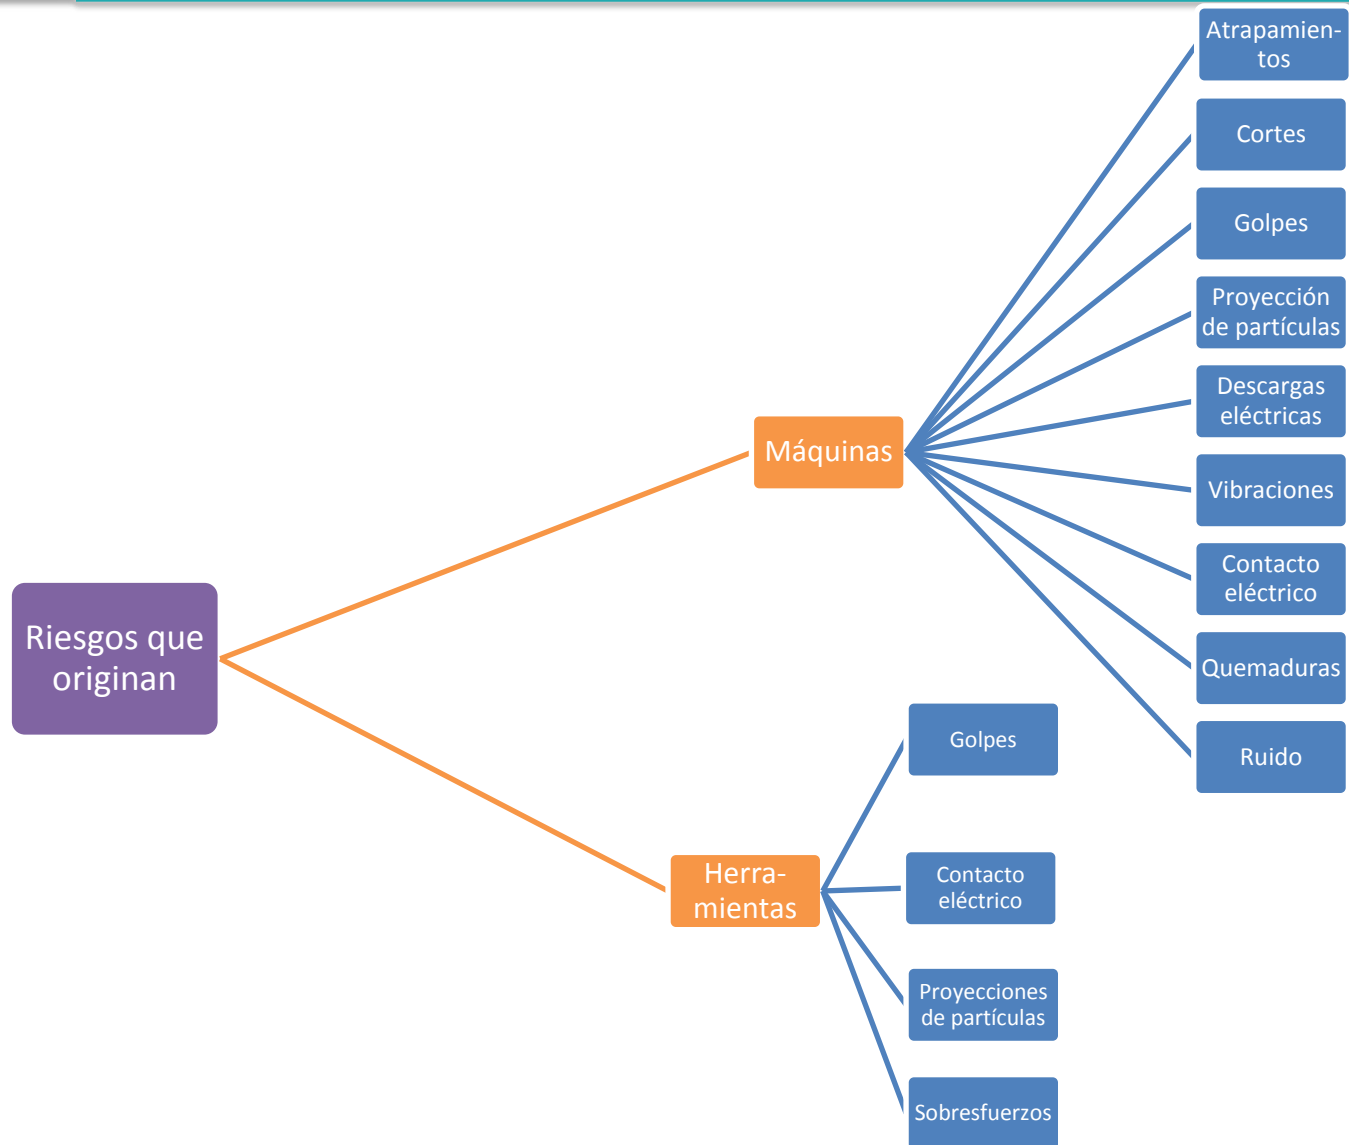 Riesgos que
originan
Máquinas
Atrapamien-
tos
Cortes
Golpes
Proyección
de partículas
Descargas
eléctricas
Vibraciones
Contacto
eléctrico
Quemaduras
Ruido
Herra-
mientas
Golpes
Contacto
eléctrico
Proyecciones
de partículas
Sobresfuerzos